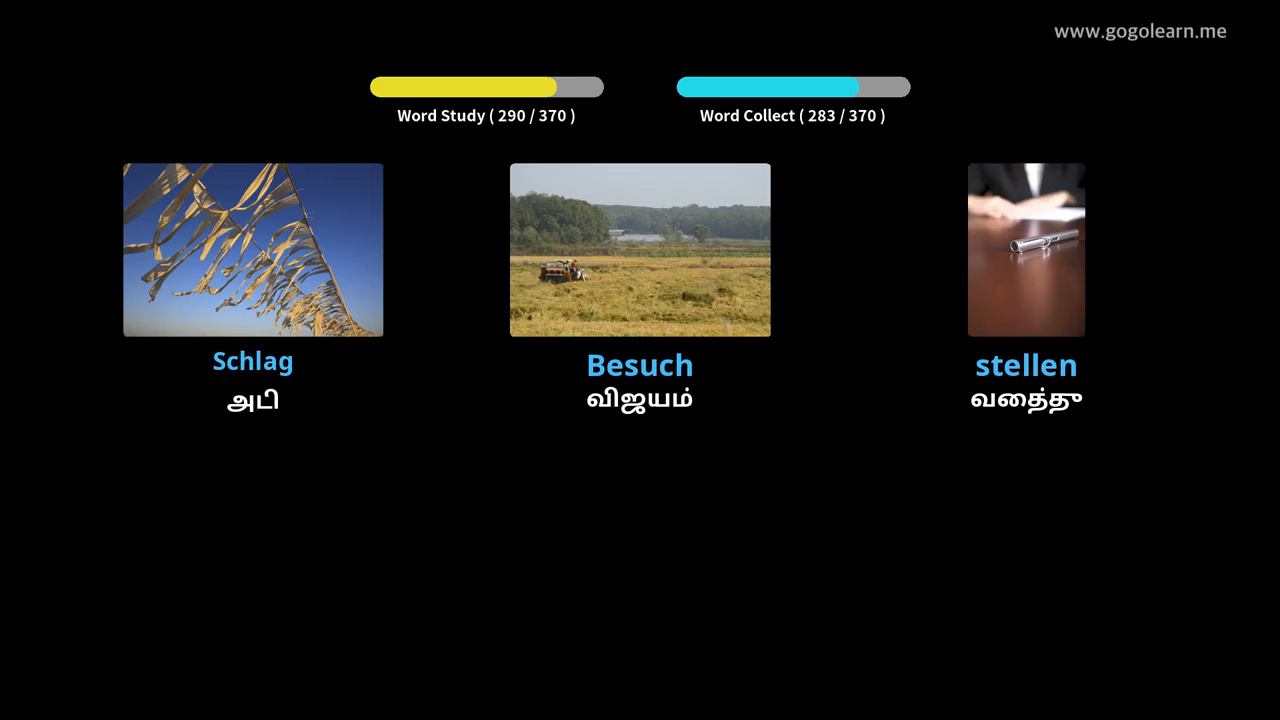 www.gogolearn.me
Word Study ( 290 / 370 )
Word Collect ( 283 / 370 )
Schlag
அடி
Besuch
விஜயம்
stellen
வைத்து